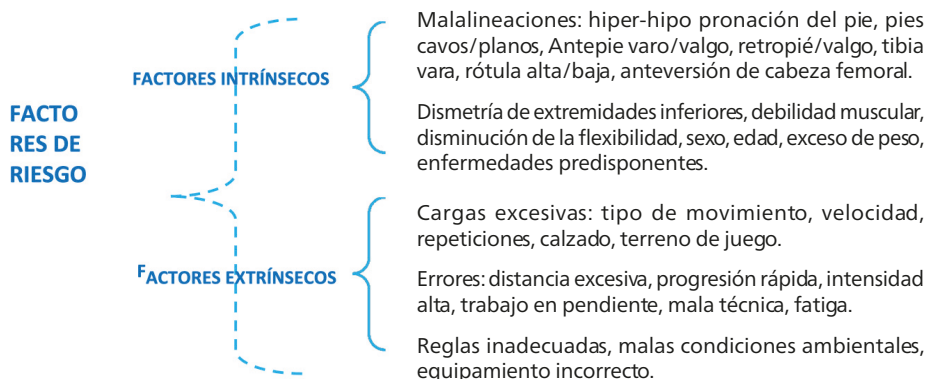 FACTO
RES DE
RIESGO
FACTORES INTRÍNSECOS
Malalineaciones: hiper-hipo pronación del pie, pies
cavos/planos, Antepie varo/valgo, retropié/valgo, tibia
vara, rótula alta/baja, anteversión de cabeza femoral.
Dismetría de extremidades inferiores, debilidad muscular,
disminución de la flexibilidad, sexo, edad, exceso de peso,
enfermedades predisponentes.
FACTORES EXTRÍNSECOS
Cargas excesivas: tipo de movimiento, velocidad,
repeticiones, calzado, terreno de juego.
Errores: distancia excesiva, progresión rápida, intensidad
alta, trabajo en pendiente, mala técnica, fatiga.
Reglas inadecuadas, malas condiciones ambientales,
equipamiento incorrecto.